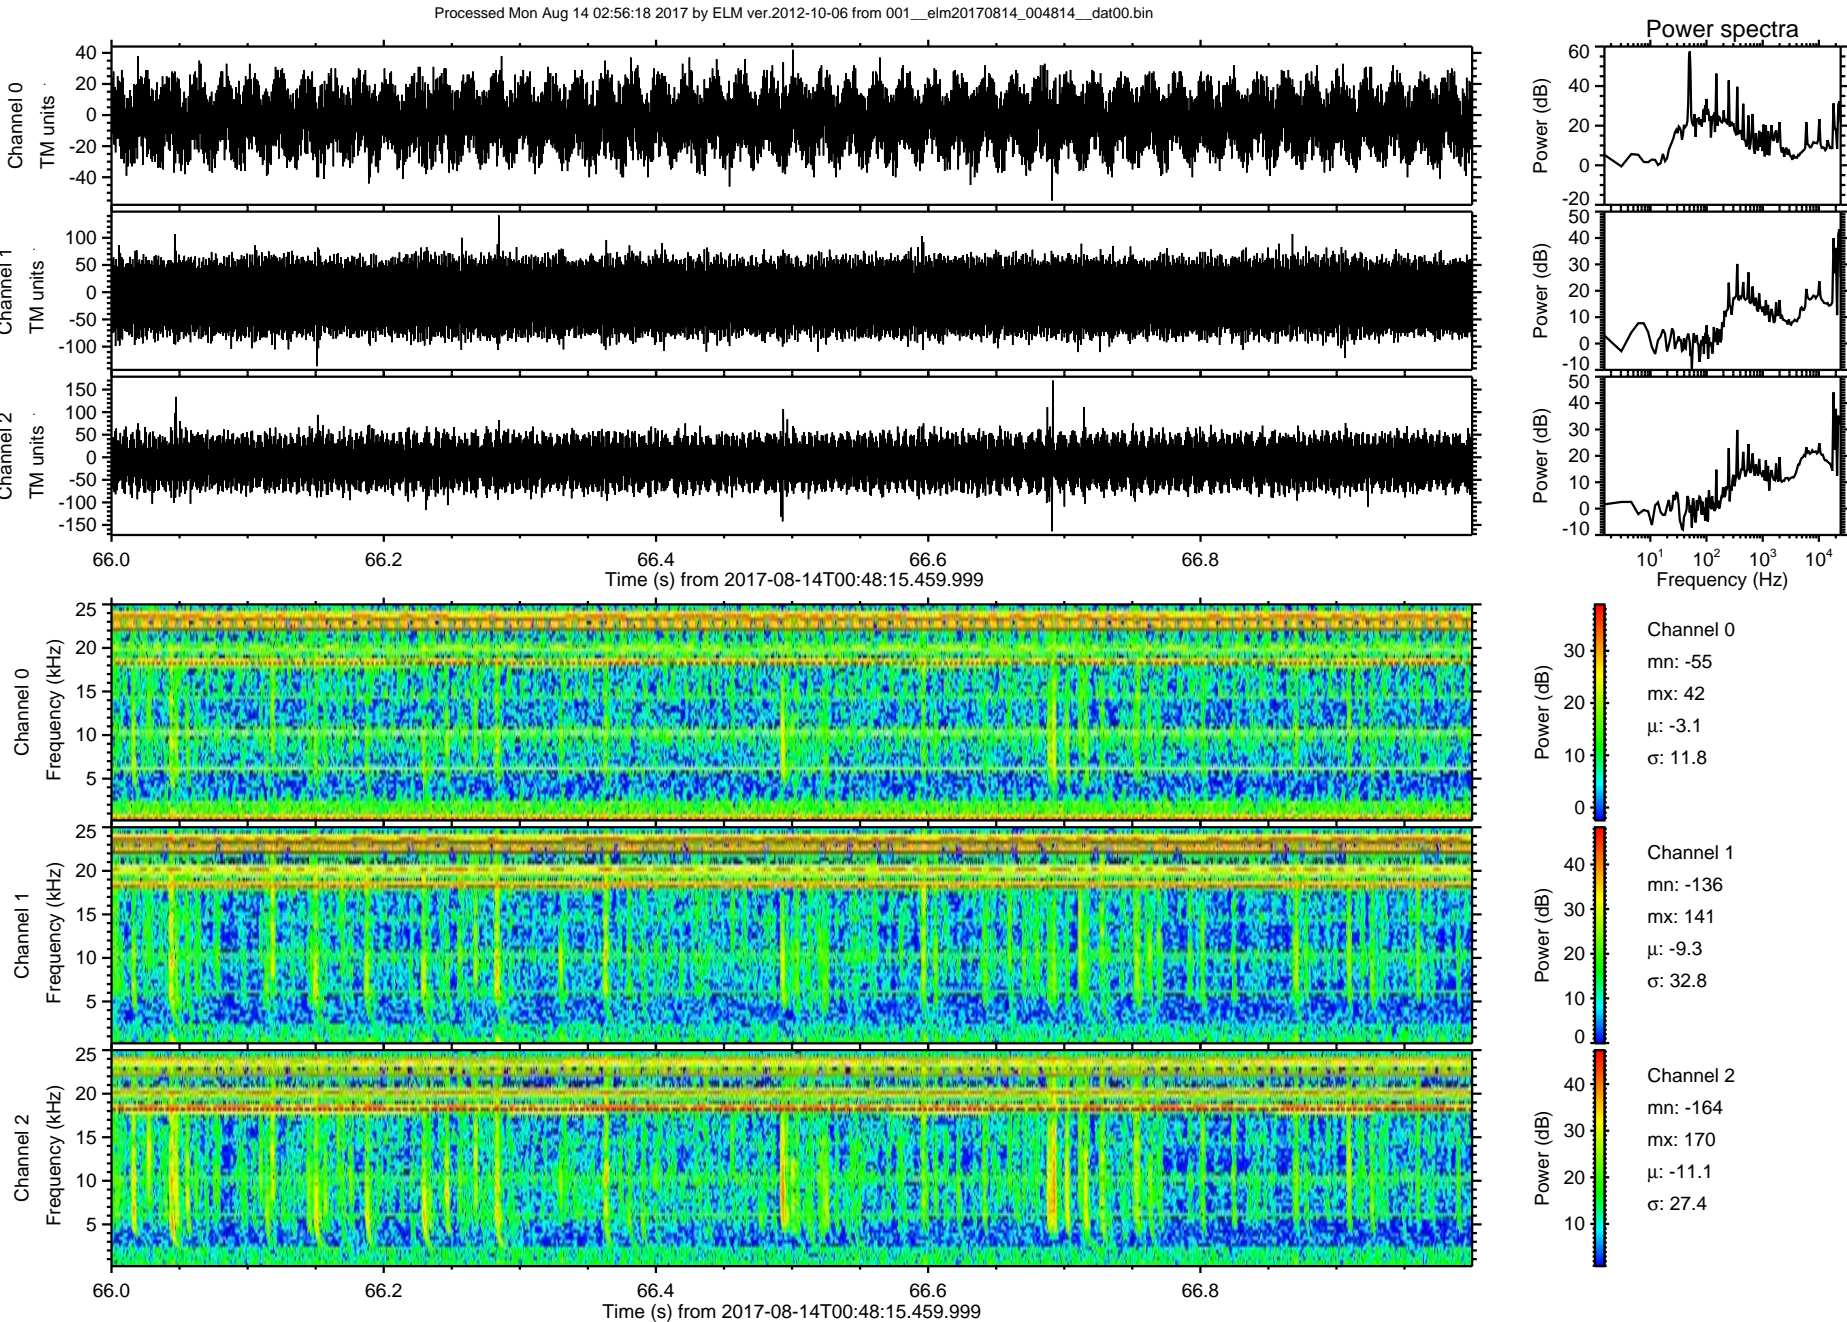 Processed Mon Aug 14 02:56:18 2017 by ELM ver.2012-10-06 from 001__elm20170814_004814__dat00.bin
Power spectra
Channel 0
TM units
40
20
0
-20
-40
Power (dB)
60
40
20
0
-20
Channel 1
TM units
100
50
0
-50
-100
Power (dB)
50
40
30
20
10
0
-10
Channel 2
TM units
150
100
50
0
-50
-100
-150
Power (dB)
50
40
30
20
10
0
-10
66.0 66.2 66.4 66.6 66.8
Time (s) from 2017-08-14T00:48:15.459.999
10^1 10^2 10^3 10^4
Frequency (Hz)
Channel 0
Frequency (kHz)
25
20
15
10
5
Power (dB)
30
20
10
0
Channel 0
mn: -55
mx: 42
µ: -3.1
σ: 11.8
Channel 1
Frequency (kHz)
25
20
15
10
5
Power (dB)
40
30
20
10
0
Channel 1
mn: -136
mx: 141
µ: -9.3
σ: 32.8
Channel 2
Frequency (kHz)
25
20
15
10
5
Power (dB)
40
30
20
10
Channel 2
mn: -164
mx: 170
µ: -11.1
σ: 27.4
66.0 66.2 66.4 66.6 66.8
Time (s) from 2017-08-14T00:48:15.459.999